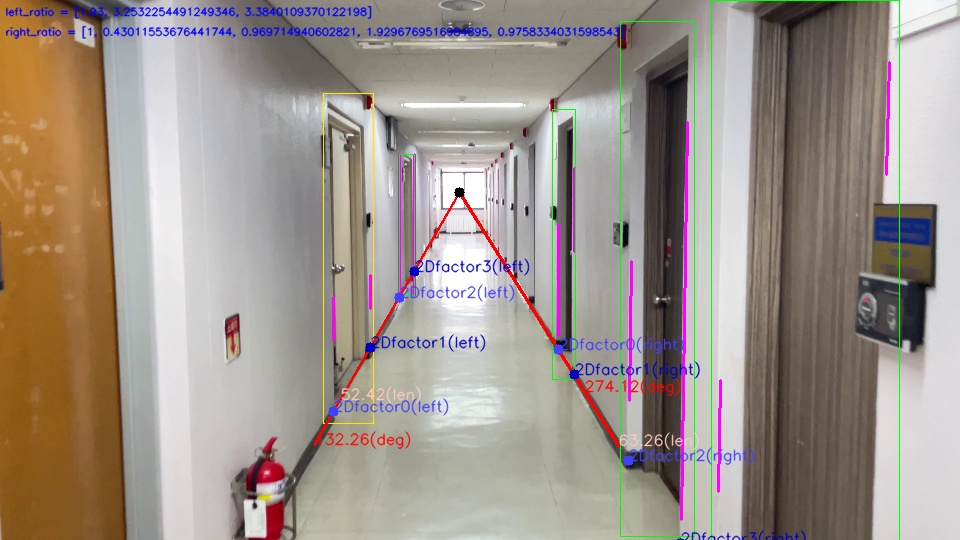 left_ratio = [1.93, 3.2532254491249346, 3.3840109370122198]
right_ratio = [1, 0.43011553676441744, 0.969714940602821, 1.9296769516984895, 0.9758334031598543]
2Dfactor3(left)
2Dfactor2(left)
2Dfactor1(left)
2Dfactor0(right)
2Dfactor1(right)
274.12(deg)
52.42(len)
2Dfactor0(left)
32.26(deg)
63.26(len)
2Dfactor2(right)
2Dfactor3(right)